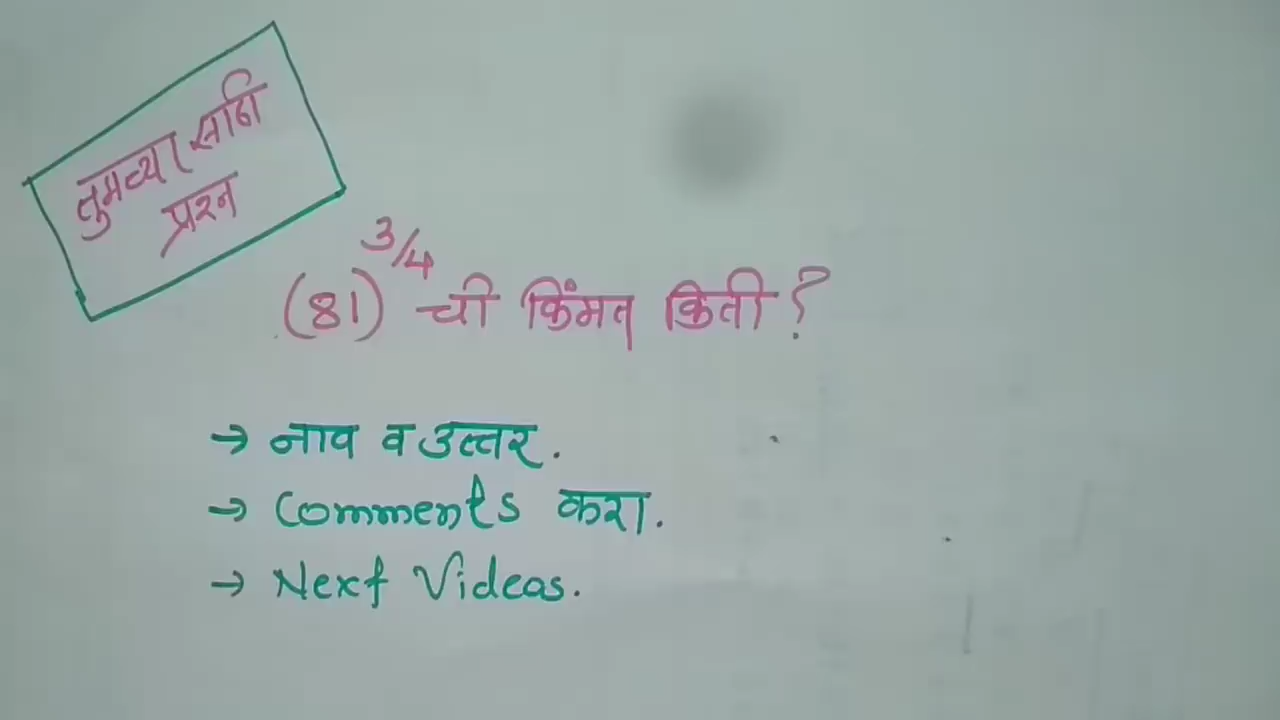 तुमच्या साठी
प्रश्न
(81)^3/4 ची किंमत किती?
→ नाव व उत्तर.
→ Comments करा.
→ Next Videos.